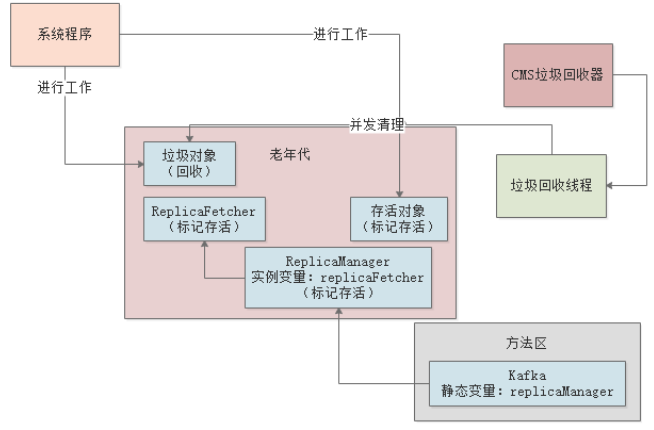 系统程序
进行工作
进行工作
CMS垃圾回收器
并发清理
垃圾对象
（回收）
老年代
垃圾回收线程
ReplicaFetcher
（标记存活）
存活对象
（标记存活）
ReplicaManager
实例变量：replicaFetcher
（标记存活）
方法区
Kafka
静态变量：replicaManager